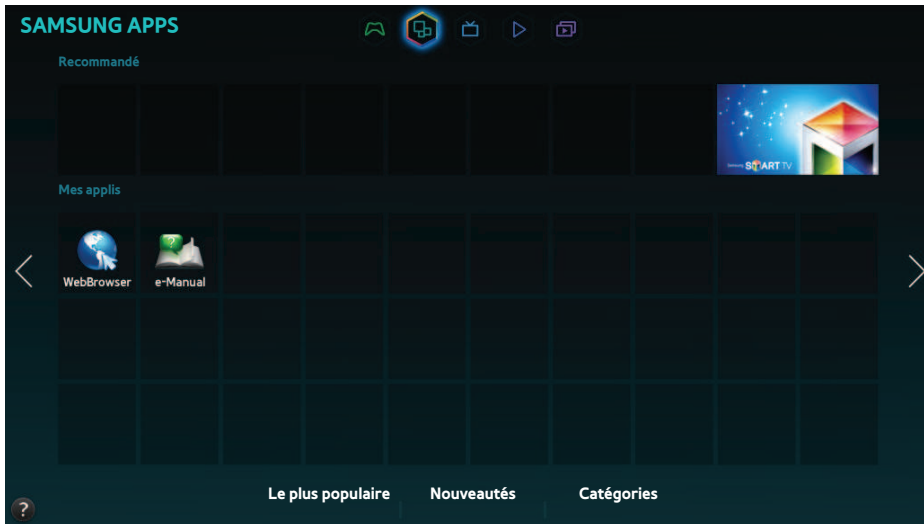 SAMSUNG APPS
Recommandé
SMART TV
Mes applis
WebBrowser
e-Manual
Le plus populaire
Nouveautés
Catégories
?